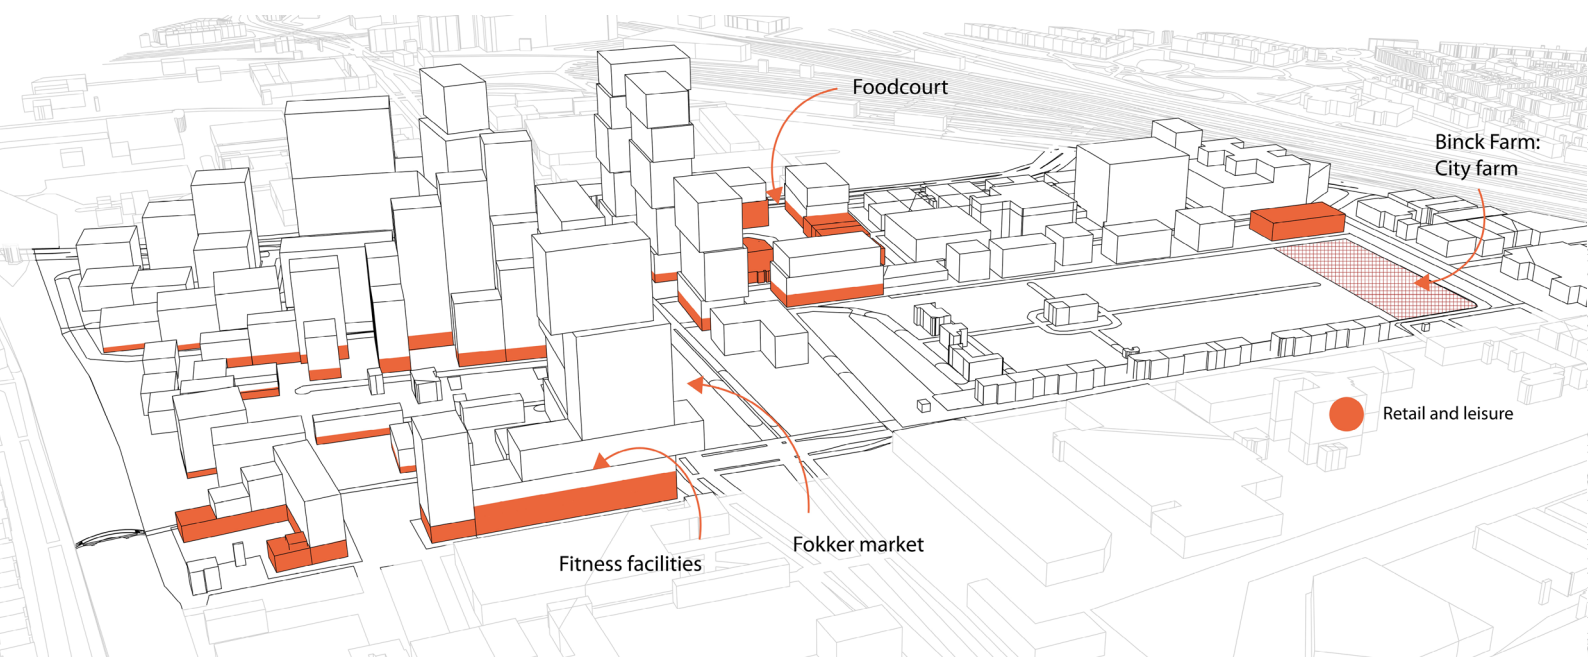 Foodcourt
Binck Farm:
City farm
Retail and leisure
Fokker market
Fitness facilities